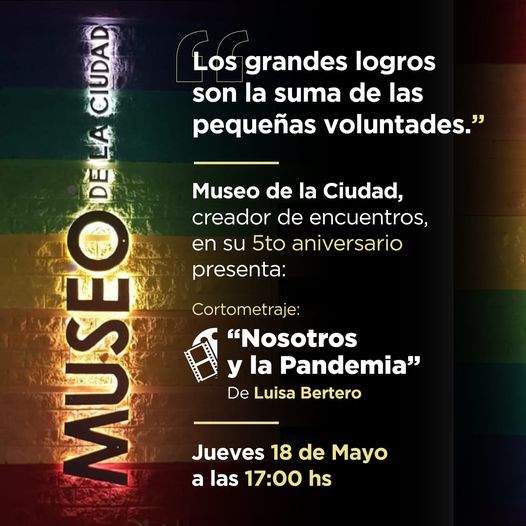 MUSEO DE LA CIUDAD
“Los grandes logros
son la suma de las
pequeñas voluntades.”
Museo de la Ciudad,
creador de encuentros,
en su 5to aniversario
presenta:
Cortometraje:
“Nosotros
y la Pandemia”
De Luisa Bertero
Jueves 18 de Mayo
a las 17:00 hs